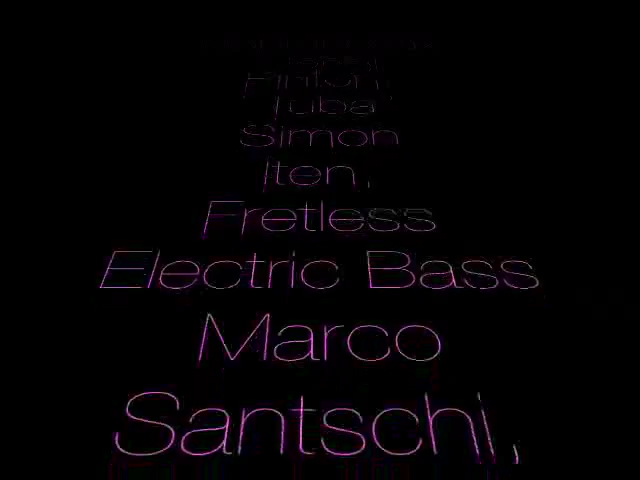 Tuba
Simon
Iten,
Fretless
Electric Bass
Marco
Santschi,